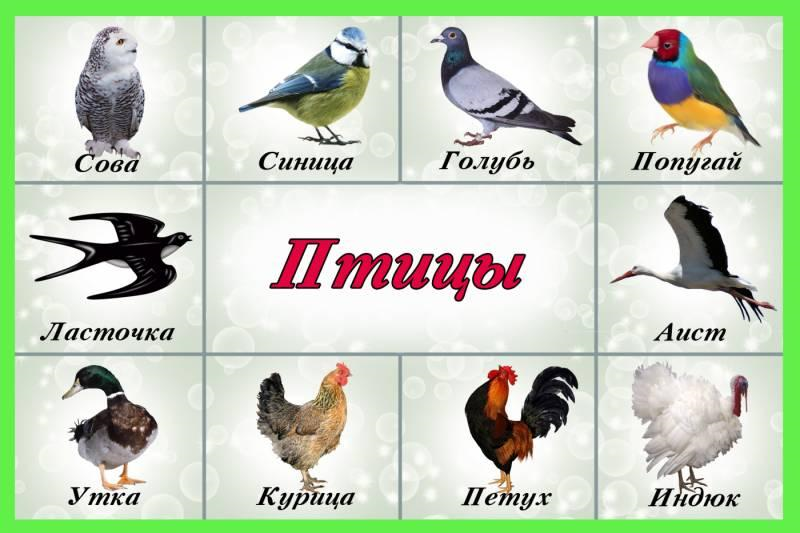 Сова
Синица
Голубь
Попугай
Ласточка
Птицы
Аист
Утка
Курица
Петух
Индюк